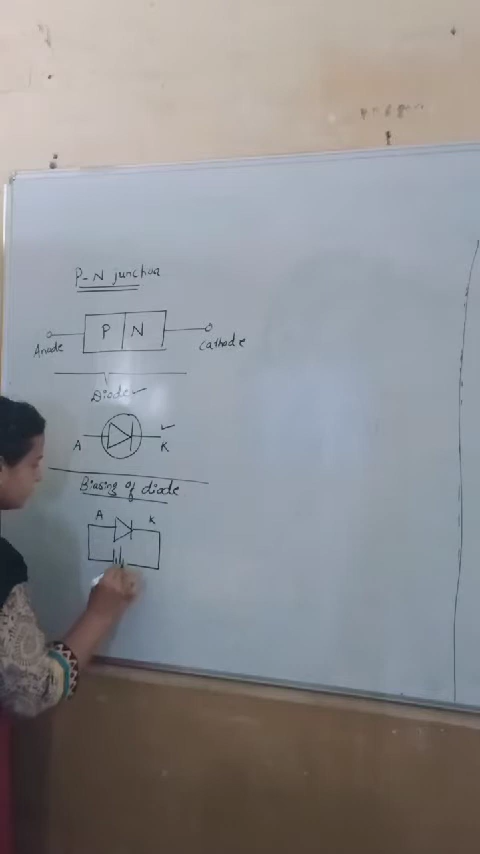 P-N junction
P N
Anode
Cathode
Diode
A K
Biasing of diode
A K